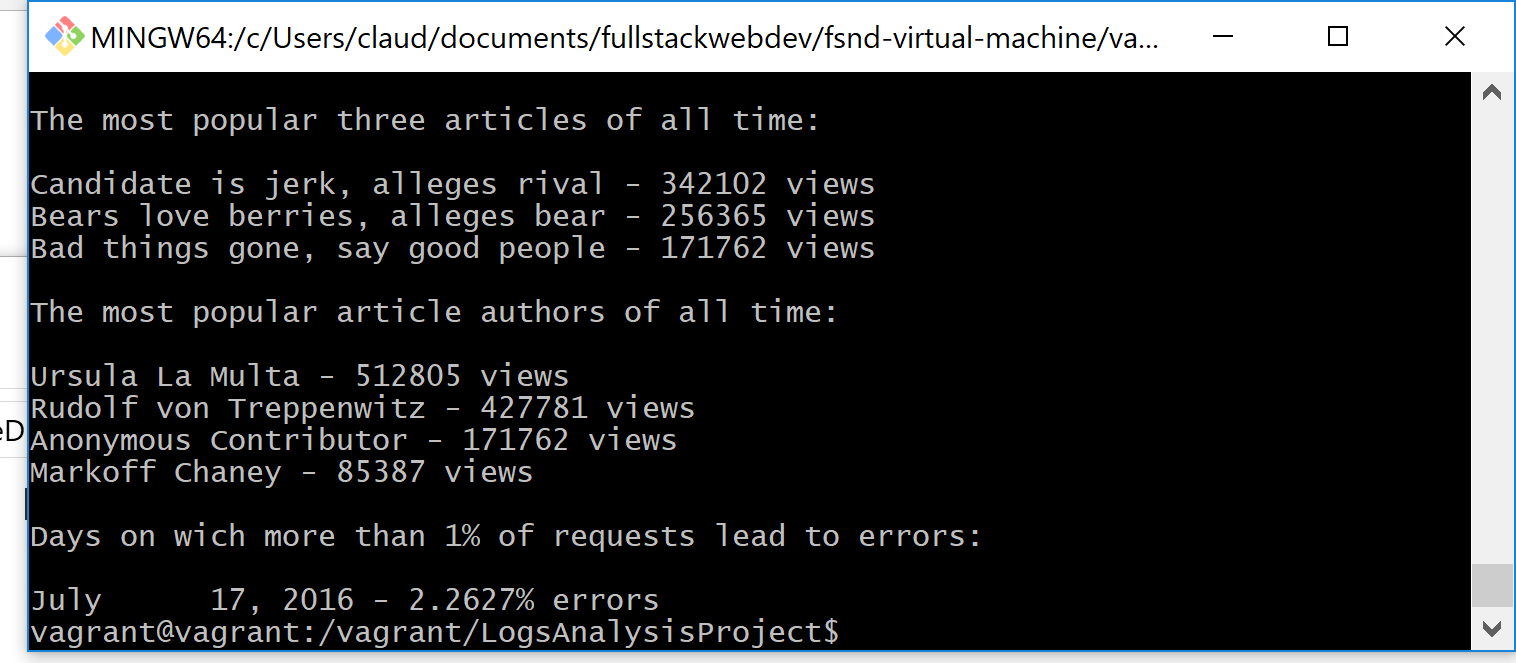 MINGW64:/c/Users/claud/documents/fullstackwebdev/fsnd-virtual-machine/va...
The most popular three articles of all time:
Candidate is jerk, alleges rival - 342102 views
Bears love berries, alleges bear - 256365 views
Bad things gone, say good people - 171762 views
The most popular article authors of all time:
Ursula La Multa - 512805 views
Rudolf von Treppenwitz - 427781 views
eD
Anonymous Contributor - 171762 views
Markoff Chaney - 85387 views
Days on wich more than 1% of requests lead to errors:
July      17, 2016 - 2.2627% errors
vagrant@vagrant:/vagrant/LogsAnalysisProject$